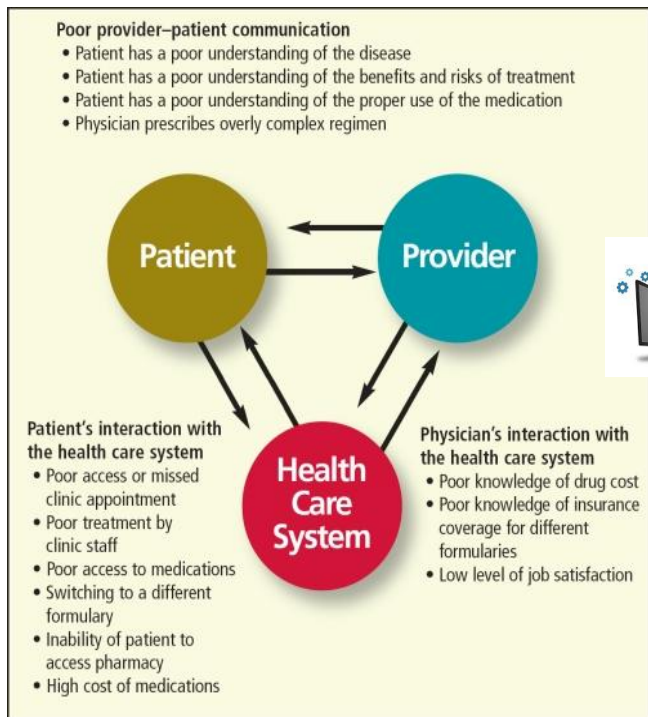 Poor provider–patient communication
• Patient has a poor understanding of the disease
• Patient has a poor understanding of the benefits and risks of treatment
• Patient has a poor understanding of the proper use of the medication
• Physician prescribes overly complex regimen
Patient
Provider
Health
Care
System
Patient's interaction with
the health care system
• Poor access or missed
clinic appointment
• Poor treatment by
clinic staff
• Poor access to medications
• Switching to a different
formulary
• Inability of patient to
access pharmacy
• High cost of medications
Physician's interaction with
the health care system
• Poor knowledge of drug cost
• Poor knowledge of insurance
coverage for different
formularies
• Low level of job satisfaction